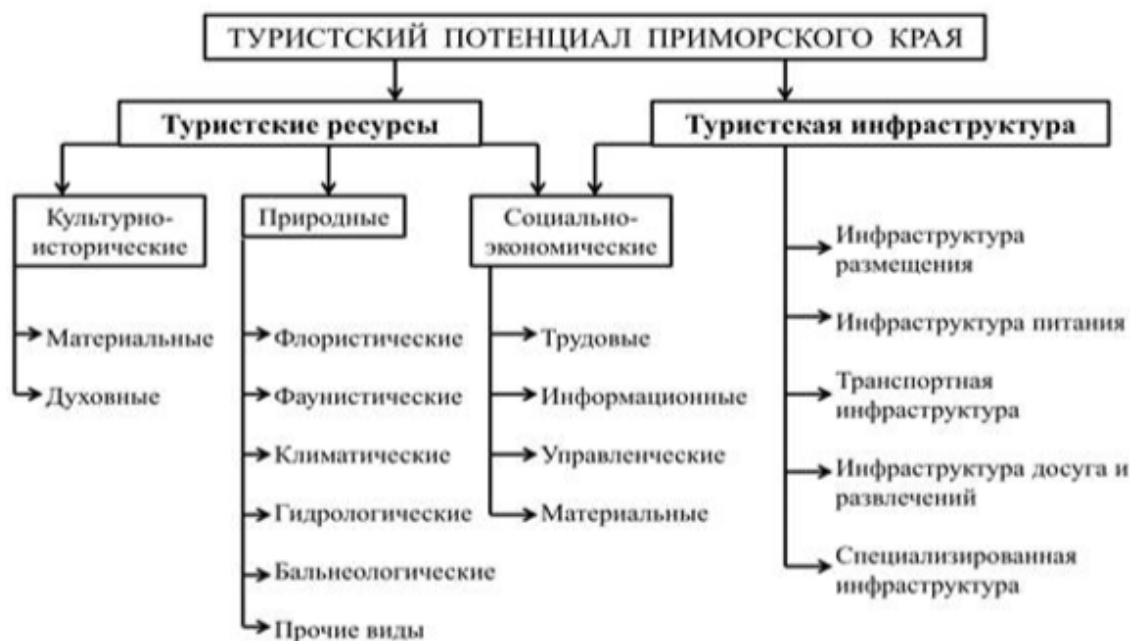 ТУРИСТСКИЙ ПОТЕНЦИАЛ ПРИМОРСКОГО КРАЯ
Туристские ресурсы
Туристская инфраструктура
Культурно-
исторические
Природные
Социально-
экономические
Материальные
Духовные
Флористические
Фаунистические
Климатические
Гидрологические
Бальнеологические
Прочие виды
Трудовые
Информационные
Управленческие
Материальные
Инфраструктура
размещения
Инфраструктура питания
Транспортная
инфраструктура
Инфраструктура досуга и
развлечений
Специализированная
инфраструктура